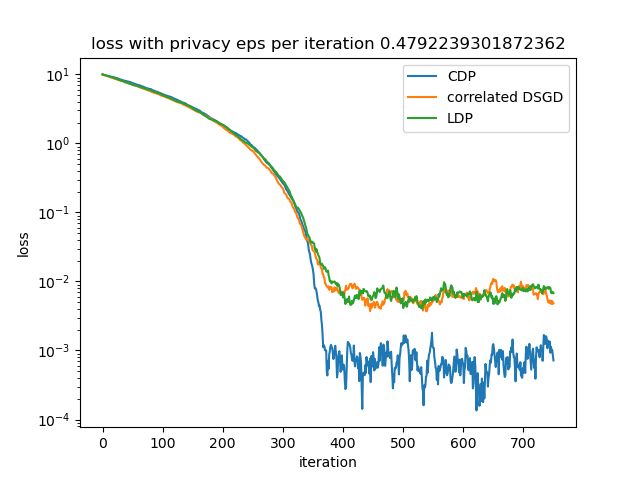 loss with privacy eps per iteration 0.4792239301872362
CDP
correlated DSGD
LDP
10¹
10⁰
10⁻¹
10⁻²
10⁻³
10⁻⁴
loss
0 100 200 300 400 500 600 700
iteration